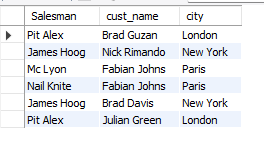 Salesman cust_name city
Pit Alex Brad Guzan London
James Hoog Nick Rimando New York
Mc Lyon Fabian Johns Paris
Nail Knite Fabian Johns Paris
James Hoog Brad Davis New York
Pit Alex Julian Green London